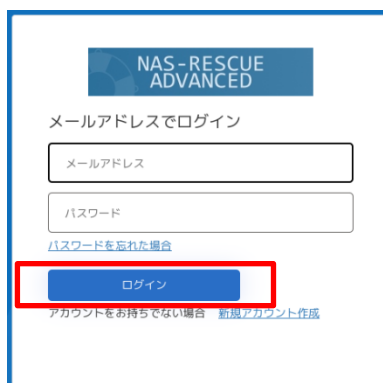 NAS-RESCUE
ADVANCED
メールアドレスでログイン
メールアドレス
パスワード
パスワードを忘れた場合
ログイン
アカウントをお持ちでない場合 新規アカウント作成